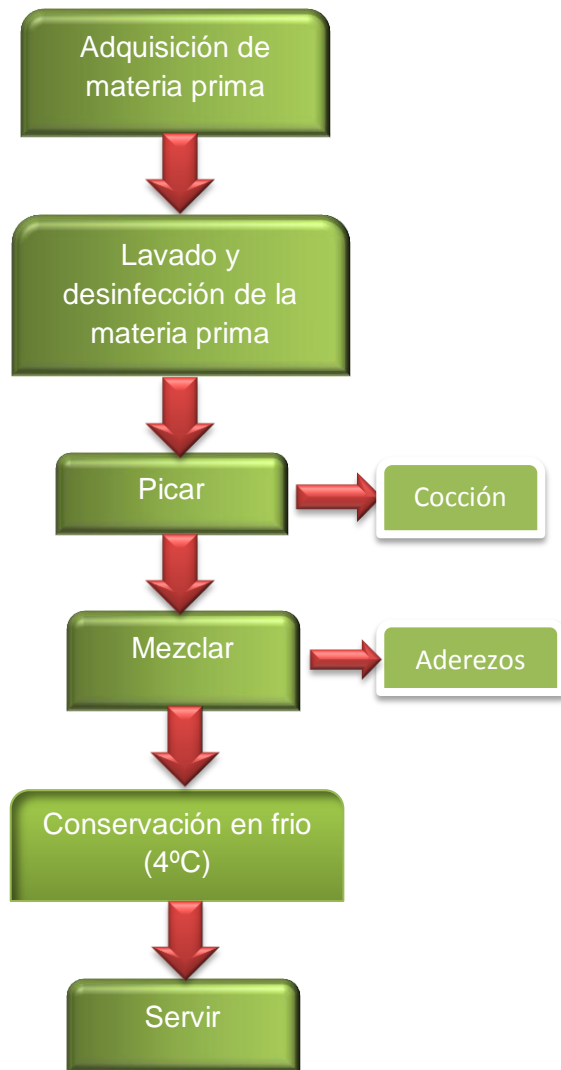 Adquisición de
materia prima
Lavado y
desinfección de la
materia prima
Picar
Cocción
Mezclar
Aderezos
Conservación en frio
(4ºC)
Servir